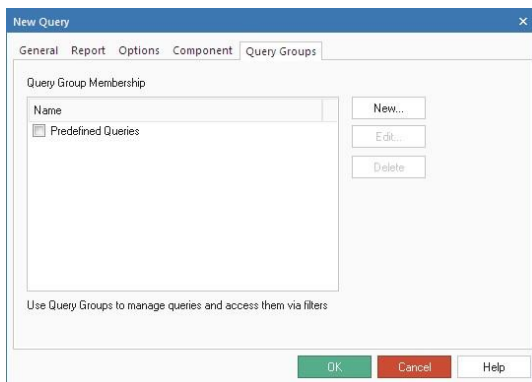 New Query
General Report Options Component Query Groups
Query Group Membership
Name
New...
Predefined Queries
Edit...
Delete
Use Query Groups to manage queries and access them via filters
OK Cancel Help